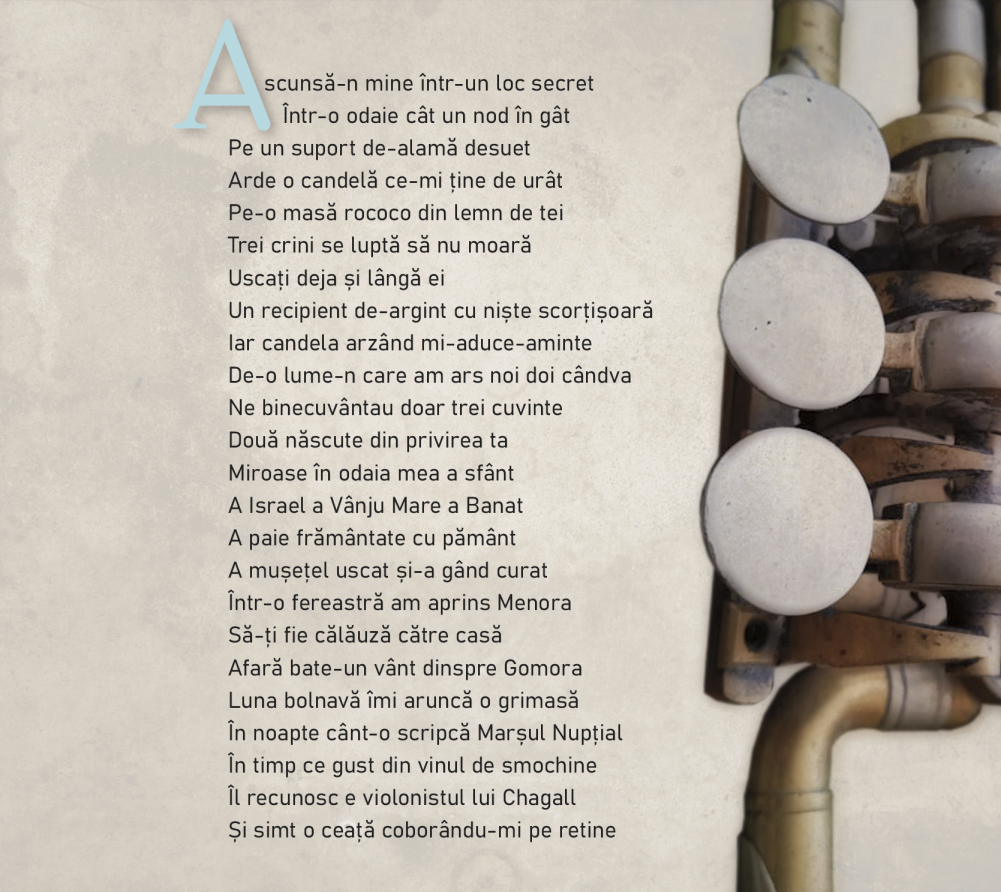 Ascunsă-n mine într-un loc secret
Într-o odaie cât un nod în gât
Pe un suport de-alamă desuet
Arde o candelă ce-mi ține de urât
Pe-o masă rococo din lemn de tei
Trei crini se luptă să nu moară
Uscați deja și lângă ei
Un recipient de-argint cu niște scorțișoară
Iar candela arzând mi-aduce-aminte
De-o lume-n care am ars noi doi cândva
Ne binecuvântau doar trei cuvinte
Două născute din privirea ta
Miroase în odaia mea a sfânt
A Israel a Vânju Mare a Banat
A paie frământate cu pământ
A mușețel uscat și-a gând curat
Într-o fereastră am aprins Menora
Să-ți fie călăuză către casă
Afară bate-un vânt dinspre Gomora
Luna bolnavă îmi aruncă o grimasă
În noapte cânt-o scripcă Marșul Nupțial
În timp ce gust din vinul de smochine
Îl recunosc e violonistul lui Chagall
Și simt o ceață coborându-mi pe retine